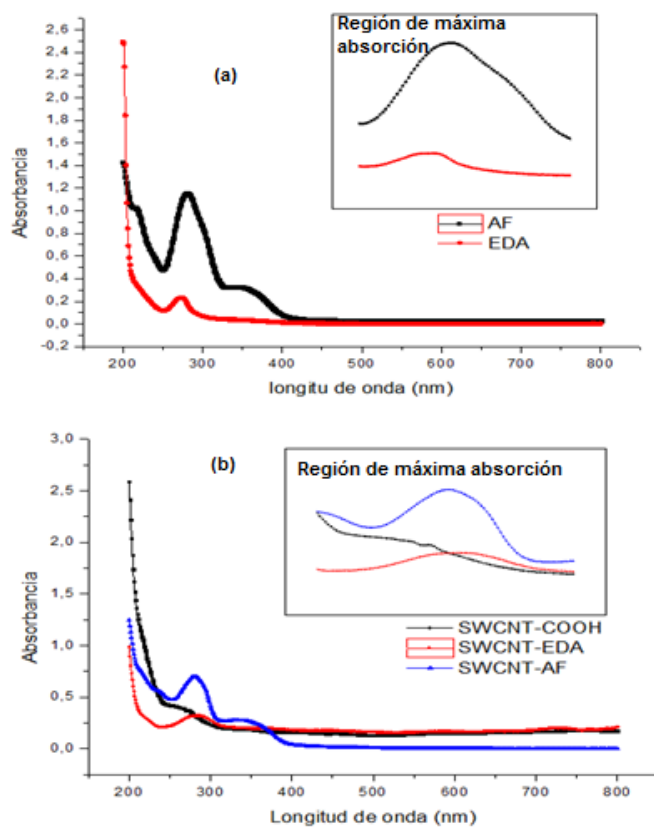 Región de máxima
absorción
(a)
2,6
2,4
2,2
2,0
1,8
1,6
1,4
1,2
1,0
0,8
0,6
0,4
0,2
0,0
-0,2
Absorbancia
AF
EDA
200 300 400 500 600 700 800
longitu de onda (nm)
(b)
Región de máxima absorción
3,0
2,5
2,0
1,5
1,0
0,5
0,0
Absorbancia
SWCNT-COOH
SWCNT-EDA
SWCNT-AF
200 300 400 500 600 700 800
Longitud de onda (nm)